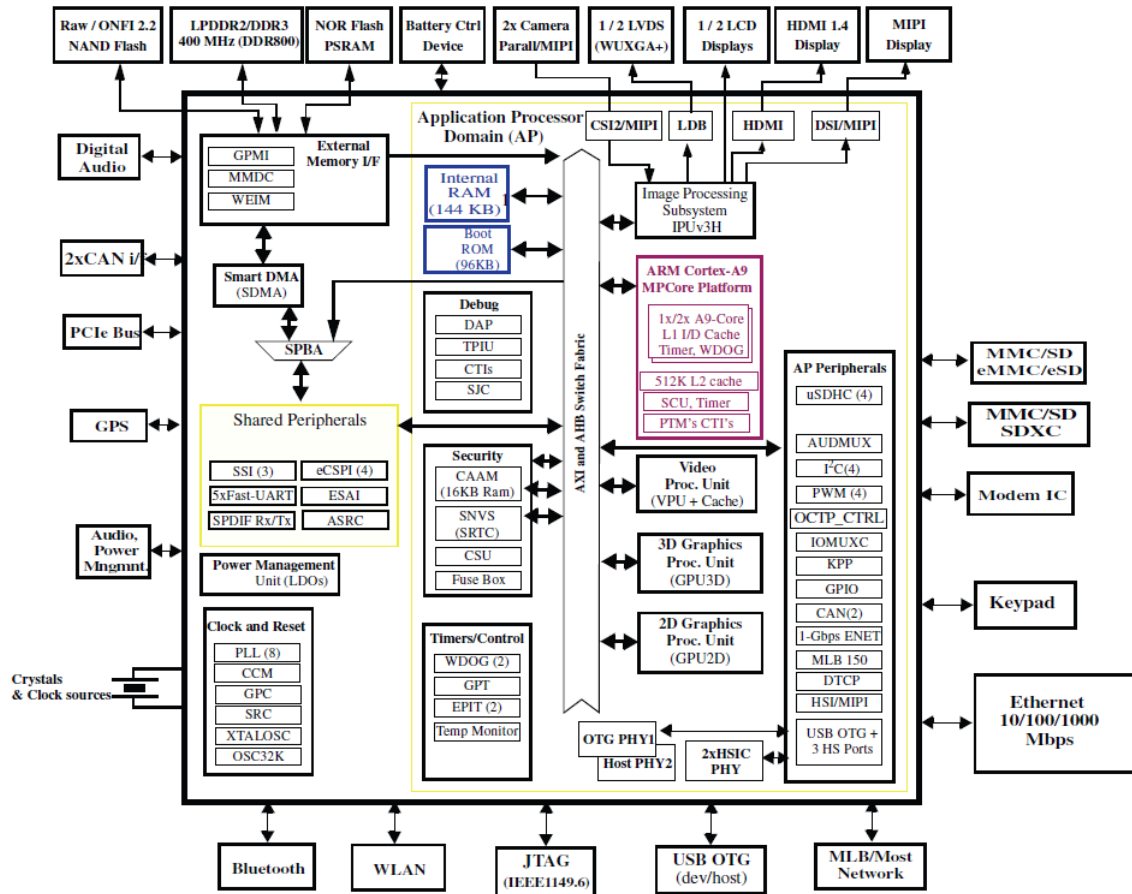 Raw / ONFI 2.2
NAND Flash
LPDDR2/DDR3
400 MHz (DDR800)
NOR Flash
PSRAM
Battery Ctrl
Device
2x Camera
Parall/MIPI
1 / 2 LVDS
(WUXGA+)
1 / 2 LCD
Displays
HDMI 1.4
Display
MIPI
Display
Application Processor
Domain (AP)
CSI2/MIPI
LDB
HDMI
DSI/MIPI
Digital
Audio
2xCAN i/f
PCIe Bus
GPS
Audio,
Power
Mngmnt.
Crystals
& Clock sources
External
Memory I/F
GPMI
MMDC
WEIM
Smart DMA
(SDMA)
SPBA
Shared Peripherals
SSI (3)
eCSPI (4)
5xFast-UART
ESAI
SPDIF Rx/Tx
ASRC
Power Management
Unit (LDOs)
Clock and Reset
PLL (8)
CCM
GPC
SRC
XTALOSC
OSC32K
Internal
RAM
(144 KB)
Boot
ROM
(96KB)
Debug
DAP
TPIU
CTIs
SJC
Security
CAAM
(16KB Ram)
SNVS
(SRTC)
CSU
Fuse Box
Timers/Control
WDOG (2)
GPT
EPIT (2)
Temp Monitor
AXI and AHB Switch Fabric
Image Processing
Subsystem
IPUv3H
ARM Cortex-A9
MPCore Platform
1x/2x A9-Core
L1 I/D Cache
Timer, WDOG
512K L2 cache
SCU, Timer
PTM's CTI's
Video
Proc. Unit
(VPU + Cache)
3D Graphics
Proc. Unit
(GPU3D)
2D Graphics
Proc. Unit
(GPU2D)
OTG PHY1
Host PHY2
2xHSIC
PHY
AP Peripherals
uSDHC (4)
AUDMUX
I²C(4)
PWM (4)
OCTP_CTRL
IOMUXC
KPP
GPIO
CAN(2)
1-Gbps ENET
MLB 150
DTCP
HSI/MIPI
USB OTG +
3 HS Ports
MMC/SD
eMMC/eSD
MMC/SD
SDXC
Modem IC
Keypad
Ethernet
10/100/1000
Mbps
Bluetooth
WLAN
JTAG
(IEEE1149.6)
USB OTG
(dev/host)
MLB/Most
Network